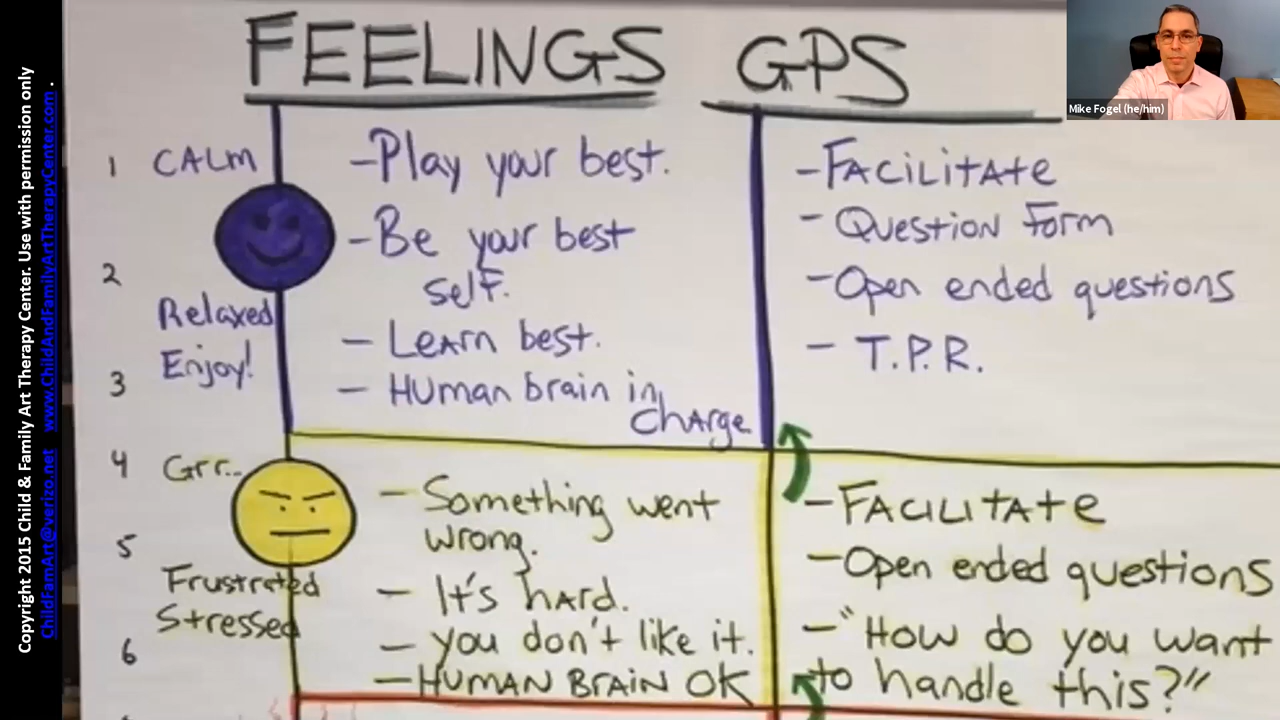 Copyright 2015 Child & Family Art Therapy Center. Use with permission only
ChildFamArt@verizo.net www.ChildAndFamilyArtTherapyCenter.com .
FEELINGS GPS
Mike Fogel (he/him)
1 CALM
2
Relaxed
Enjoy!
3
-Play your best.
-Be your best
self.
- Learn best.
- Human brain in
charge
-FACiLitAte
- Question Form
-Open ended questions
- T.P.R.
4 Grr...
5
Frustrated
Stressed
6
- Something went
wrong.
- It's hard.
- you don't like it.
-HUMAN BRAIN OK
-FACILITAte
-Open ended questions
-"How do you want
to handle this?"